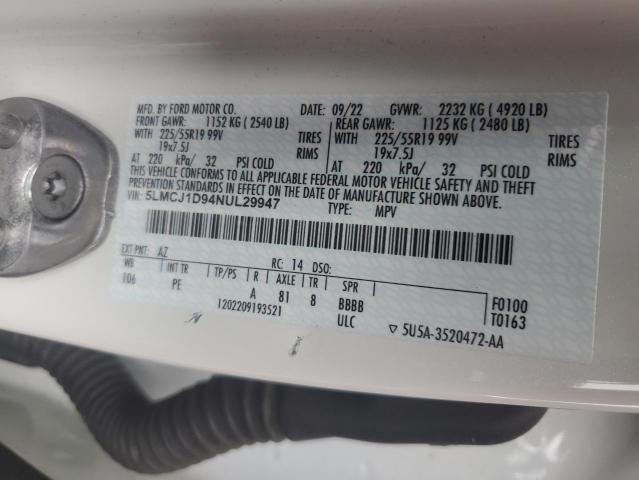 MFD. BY FORD MOTOR CO. DATE: 09/22 GVWR: 2232 KG ( 4920 LB)
FRONT GAWR: 1152 KG ( 2540 LB) REAR GAWR: 1125 KG ( 2480 LB)
WITH 225/55R19 99V TIRES WITH 225/55R19 99V TIRES
19x7.5J RIMS 19x7.5J RIMS
AT 220 kPa/ 32 PSI COLD AT 220 kPa/ 32 PSI COLD
THIS VEHICLE CONFORMS TO ALL APPLICABLE FEDERAL MOTOR VEHICLE SAFETY AND THEFT
PREVENTION STANDARDS IN EFFECT ON THE DATE OF MANUFACTURE SHOWN ABOVE.
VIN: 5LMCJ1D94NUL29947 TYPE: MPV
EXT PNT: AZ RC: 14 DSO:
WB INT TR TP/PS R AXLE TR SPR
106 PE A 81 8 BBBB F0100
1202209193521 ULC T0163
▽ 5U5A-3520472-AA